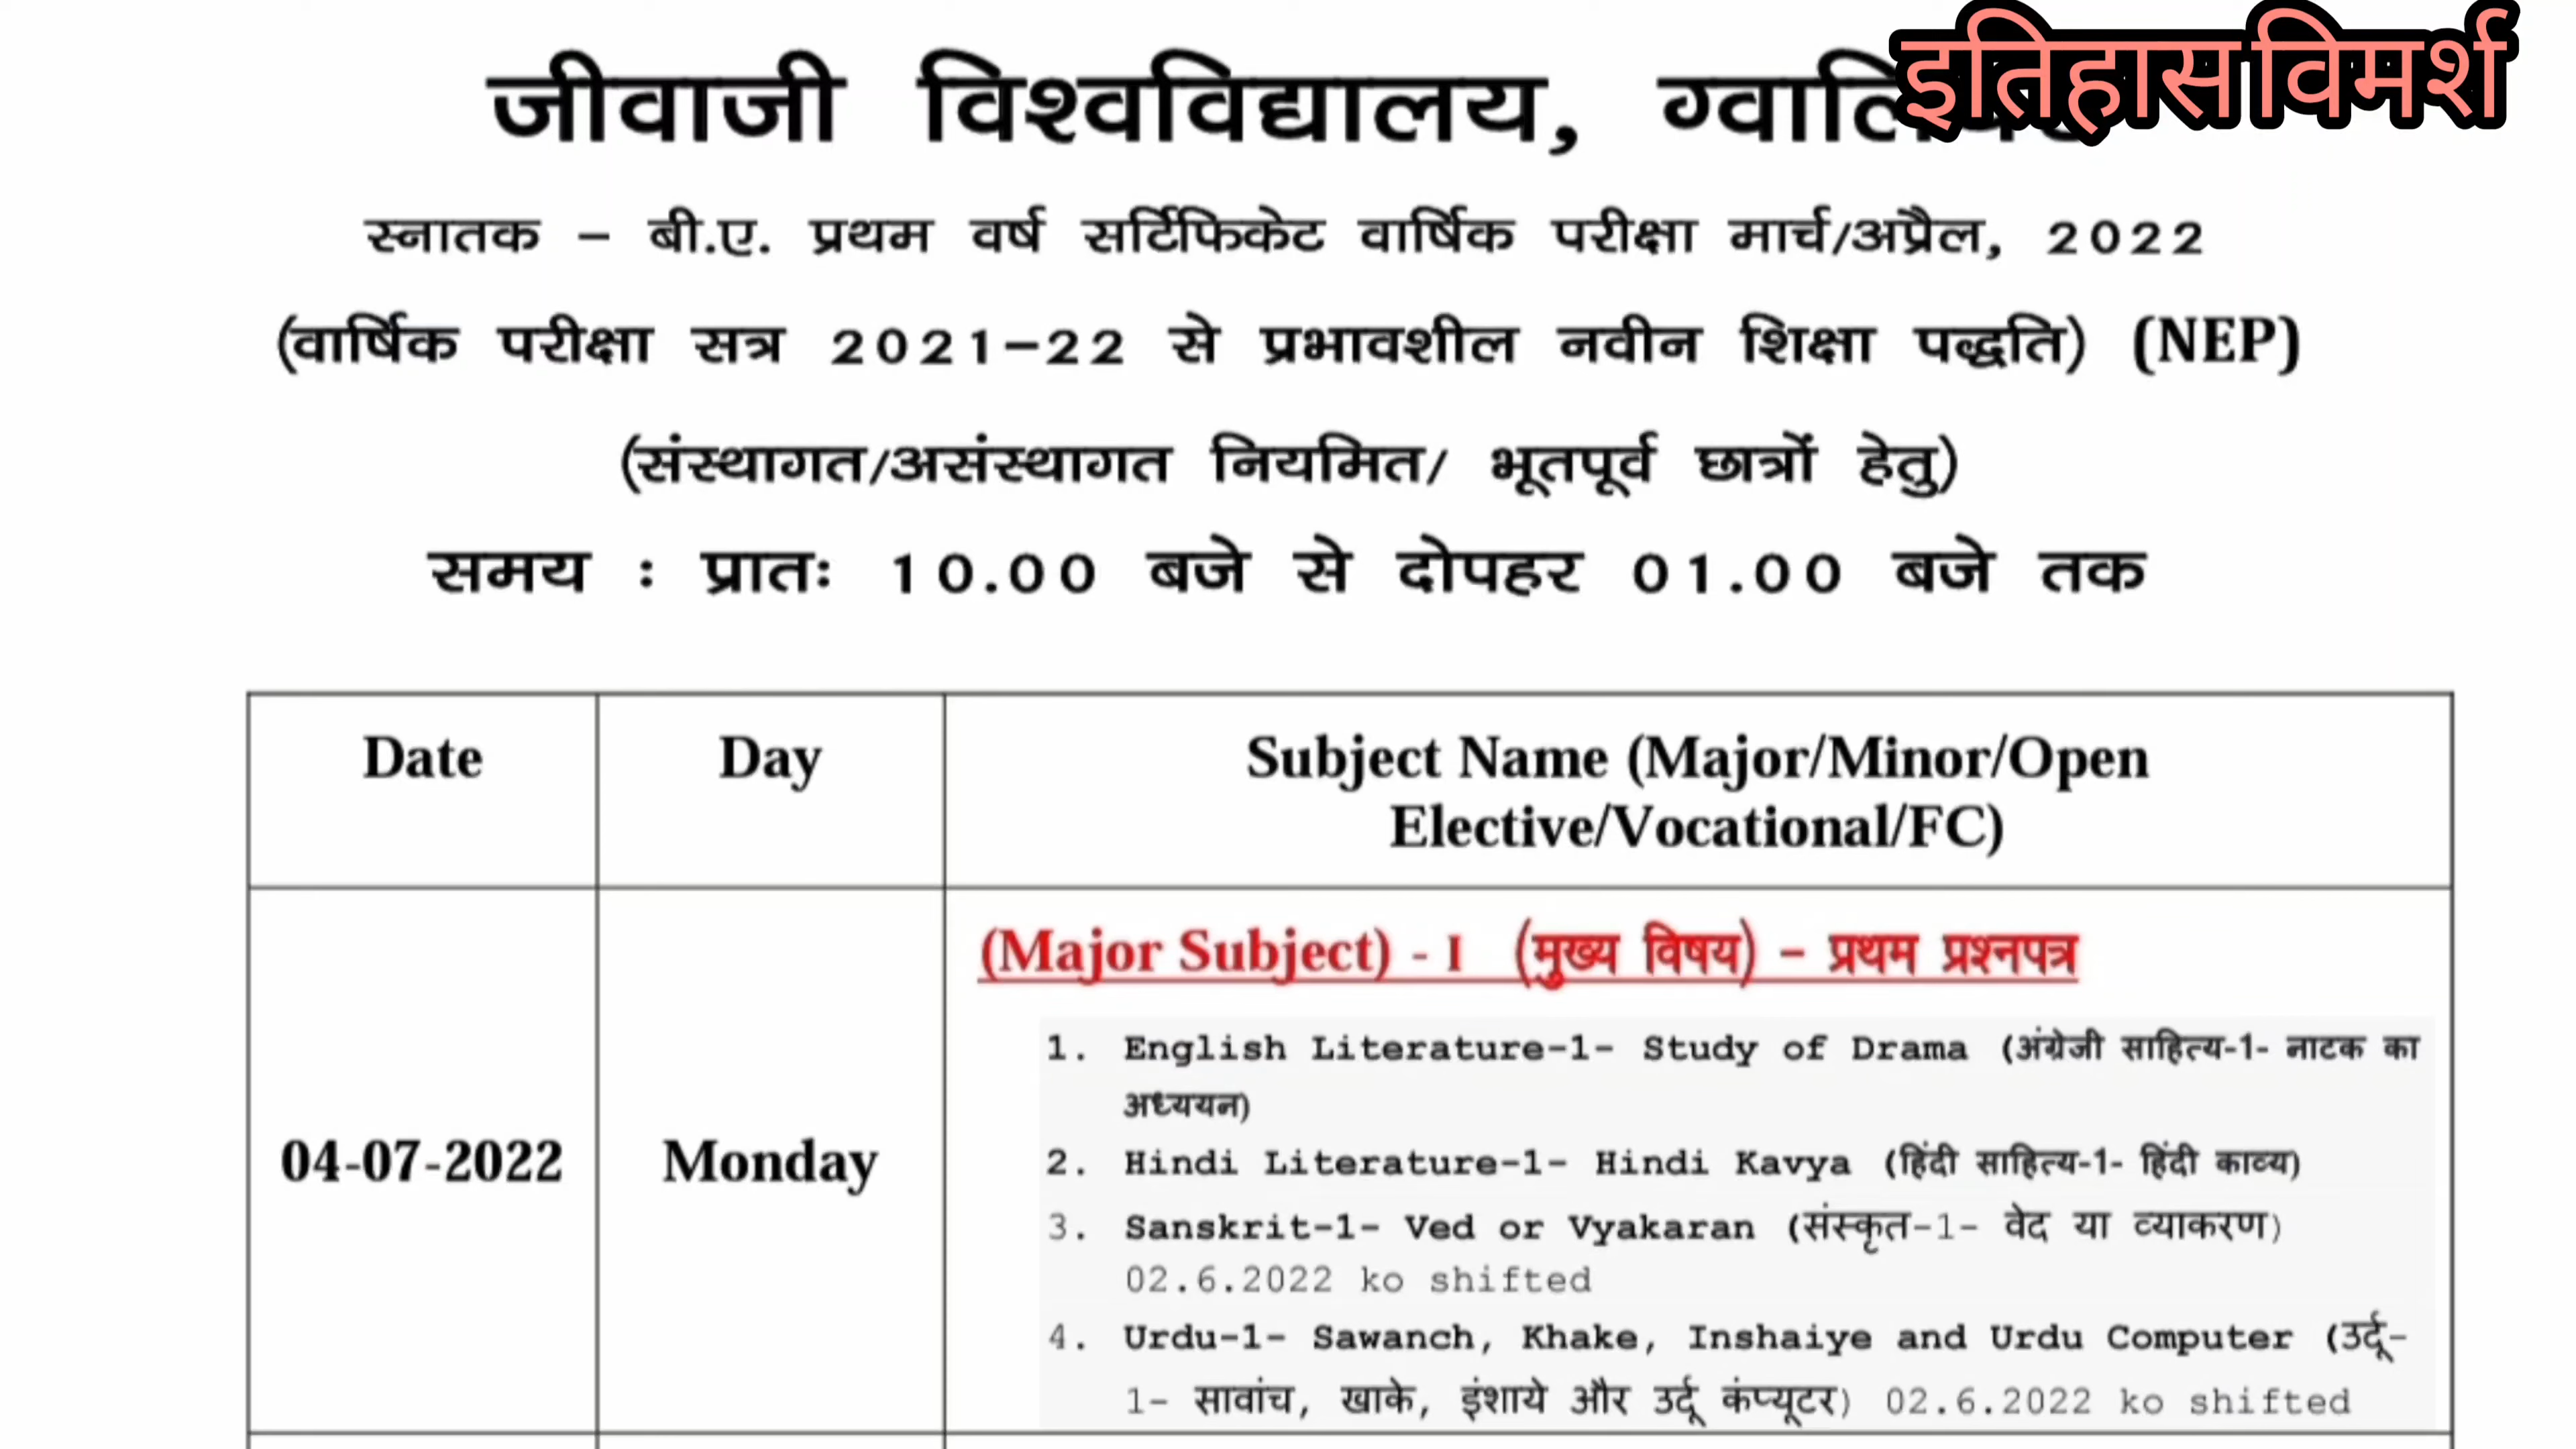 इतिहास विमर्श
जीवाजी विश्वविद्यालय,
स्नातक – बी.ए. प्रथम वर्ष सर्टिफिकेट वार्षिक परीक्षा मार्च/अप्रैल, 2022
(वार्षिक परीक्षा सत्र 2021–22 से प्रभावशील नवीन शिक्षा पद्धति) (NEP)
(संस्थागत/असंस्थागत नियमित/ भूतपूर्व छात्रों हेतु)
समय : प्रातः 10.00 बजे से दोपहर 01.00 बजे तक
Date Day Subject Name (Major/Minor/Open
Elective/Vocational/FC)
(Major Subject) - I (मुख्य विषय) – प्रथम प्रश्नपत्र
1. English Literature-1- Study of Drama (अंग्रेजी साहित्य-1- नाटक का
अध्ययन)
04-07-2022 Monday 2. Hindi Literature-1- Hindi Kavya (हिंदी साहित्य-1- हिंदी काव्य)
3. Sanskrit-1- Ved or Vyakaran (संस्कृत-1- वेद या व्याकरण)
02.6.2022 ko shifted
4. Urdu-1- Sawanch, Khake, Inshaiye and Urdu Computer (उर्दू-
1- सावांच, खाके, इंशाये और उर्दू कंप्यूटर) 02.6.2022 ko shifted